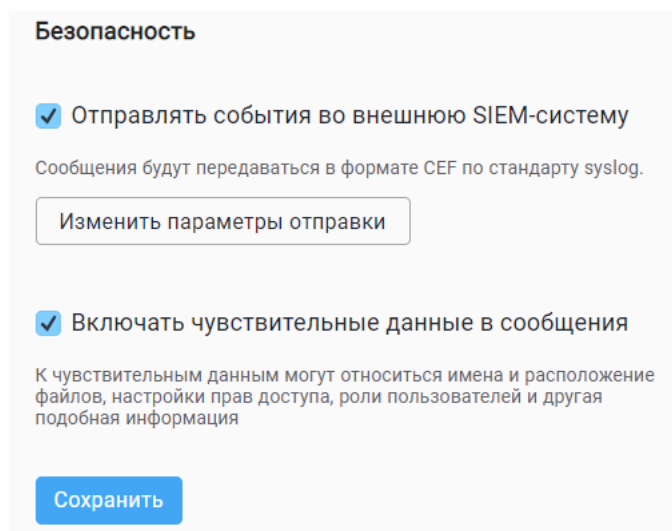 Безопасность
Отправлять события во внешнюю SIEM-систему
Сообщения будут передаваться в формате CEF по стандарту syslog.
Изменить параметры отправки
Включать чувствительные данные в сообщения
К чувствительным данным могут относиться имена и расположение
файлов, настройки прав доступа, роли пользователей и другая
подобная информация
Сохранить